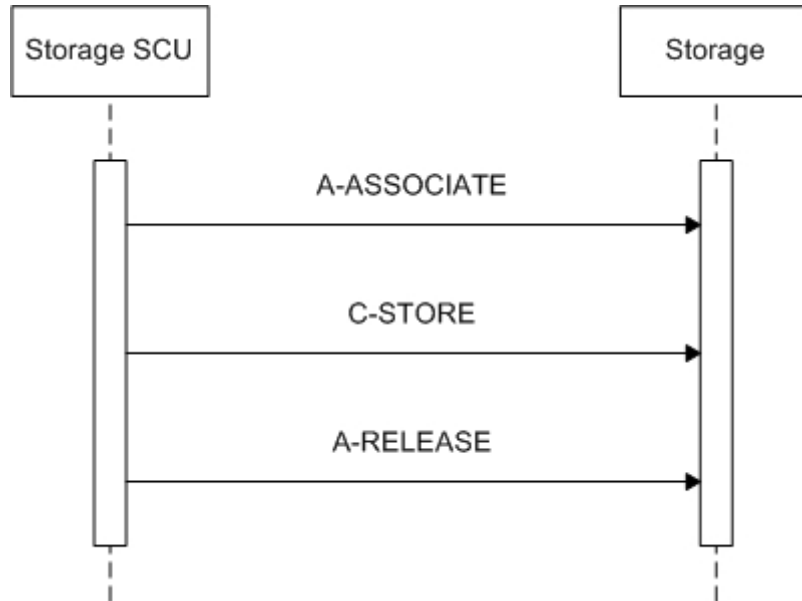 Storage SCU
Storage
A-ASSOCIATE
C-STORE
A-RELEASE